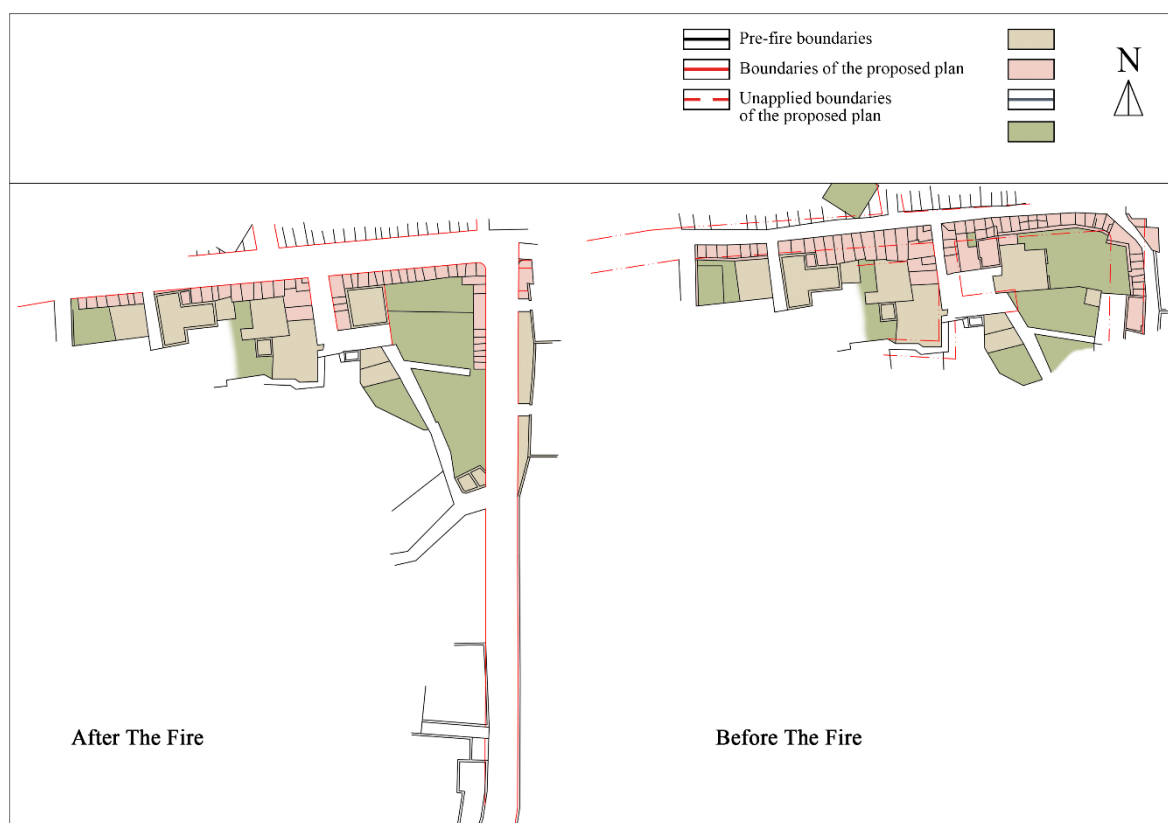 Pre-fire boundaries
Boundaries of the proposed plan
Unapplied boundaries
of the proposed plan
N
After The Fire
Before The Fire